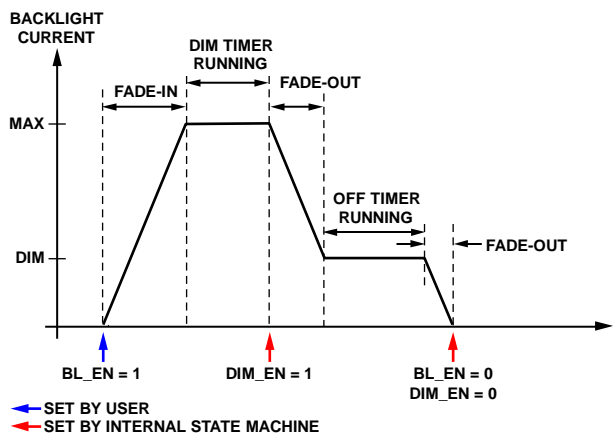 BACKLIGHT
CURRENT
DIM TIMER
RUNNING
FADE-IN
FADE-OUT
MAX
OFF TIMER
RUNNING
FADE-OUT
DIM
BL_EN = 1
DIM_EN = 1
BL_EN = 0
DIM_EN = 0
SET BY USER
SET BY INTERNAL STATE MACHINE